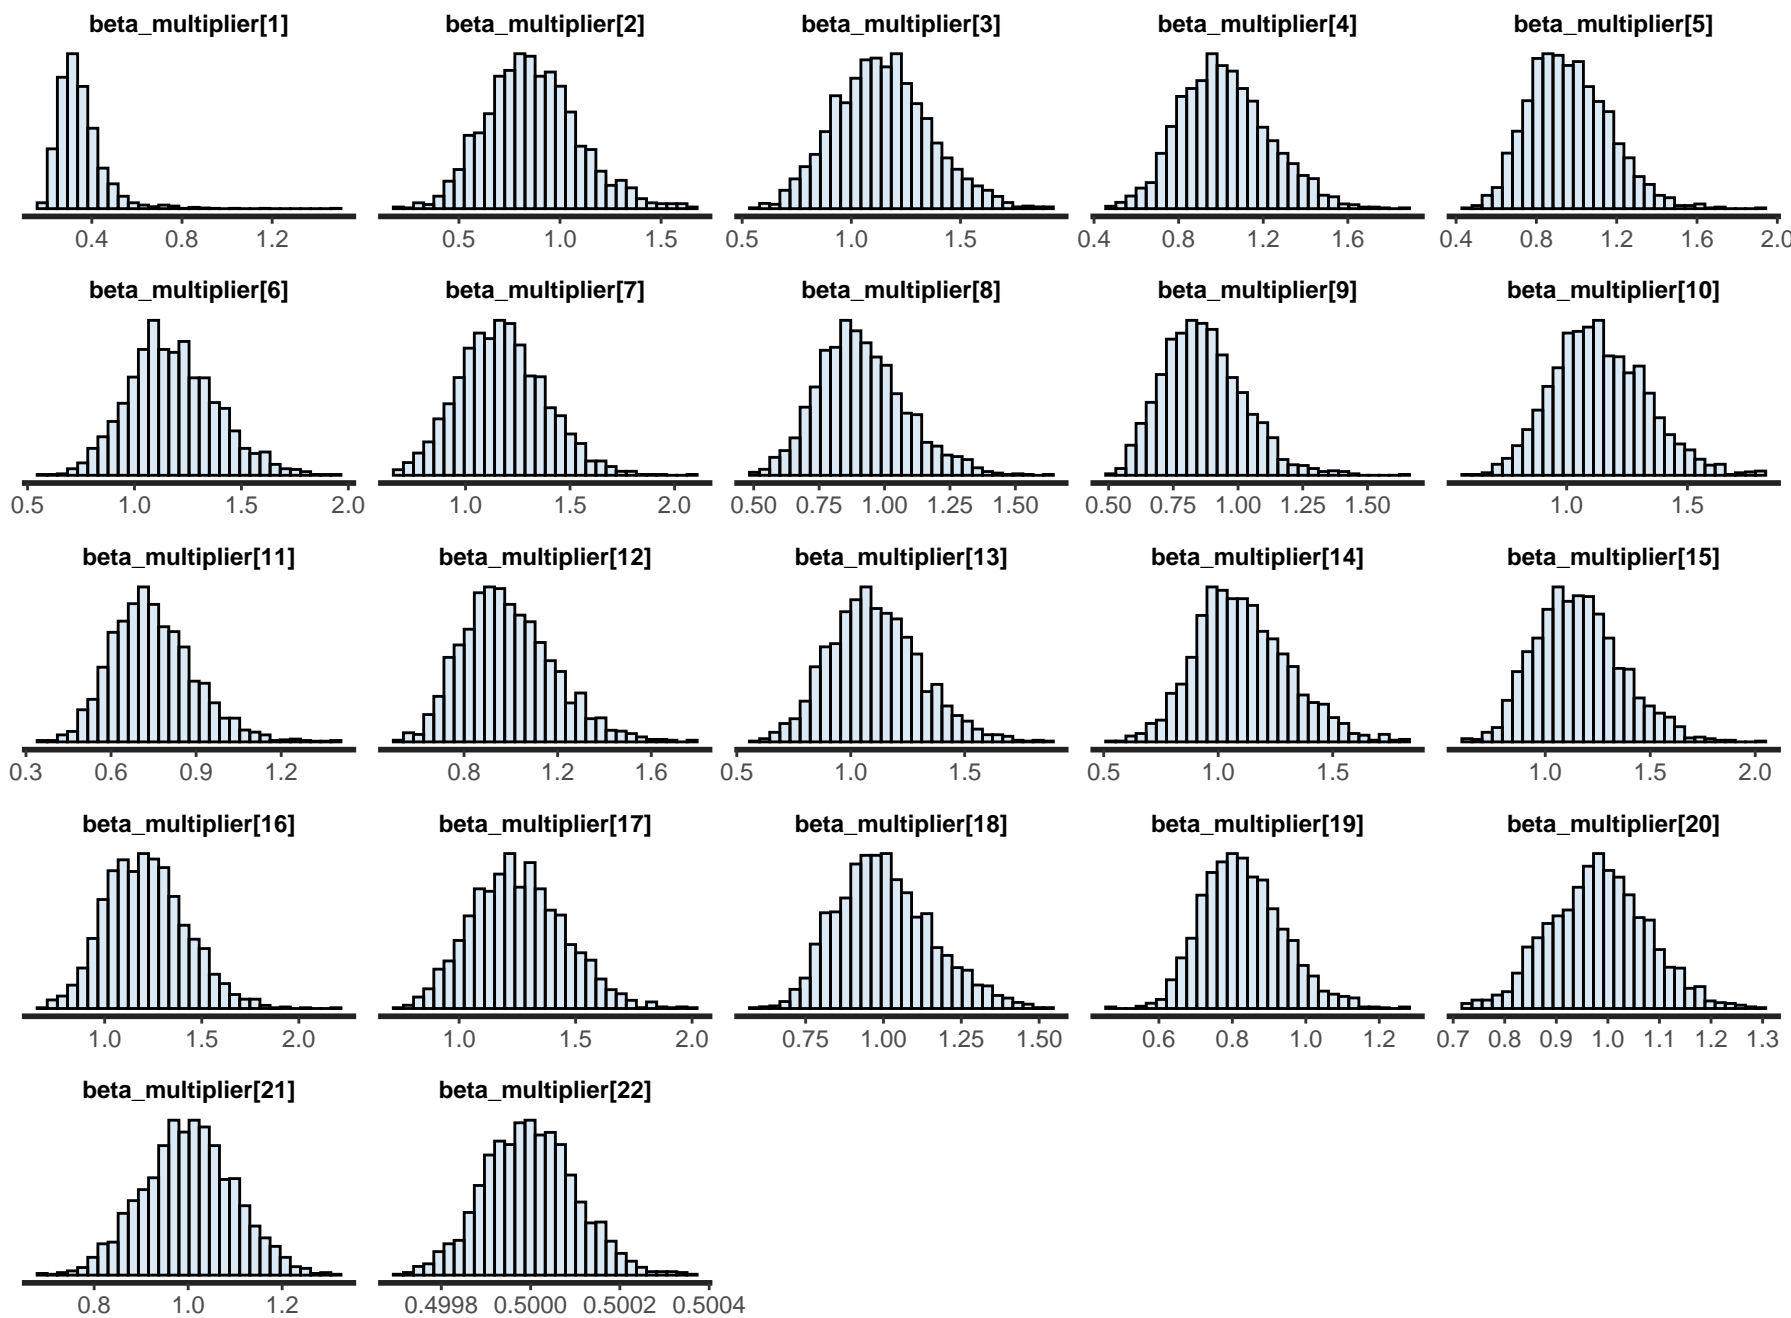 beta_multiplier[1] beta_multiplier[2] beta_multiplier[3] beta_multiplier[4] beta_multiplier[5]
0.4 0.8 1.2 0.5 1.0 1.5 0.5 1.0 1.5 0.4 0.8 1.2 1.6 0.4 0.8 1.2 1.6 2.0
beta_multiplier[6] beta_multiplier[7] beta_multiplier[8] beta_multiplier[9] beta_multiplier[10]
0.5 1.0 1.5 2.0 1.0 1.5 2.0 0.50 0.75 1.00 1.25 1.50 0.50 0.75 1.00 1.25 1.50 1.0 1.5
beta_multiplier[11] beta_multiplier[12] beta_multiplier[13] beta_multiplier[14] beta_multiplier[15]
0.3 0.6 0.9 1.2 0.8 1.2 1.6 0.5 1.0 1.5 0.5 1.0 1.5 1.0 1.5 2.0
beta_multiplier[16] beta_multiplier[17] beta_multiplier[18] beta_multiplier[19] beta_multiplier[20]
1.0 1.5 2.0 1.0 1.5 2.0 0.75 1.00 1.25 1.50 0.6 0.8 1.0 1.2 0.7 0.8 0.9 1.0 1.1 1.2 1.3
beta_multiplier[21] beta_multiplier[22]
0.8 1.0 1.2 0.4998 0.5000 0.5002 0.5004